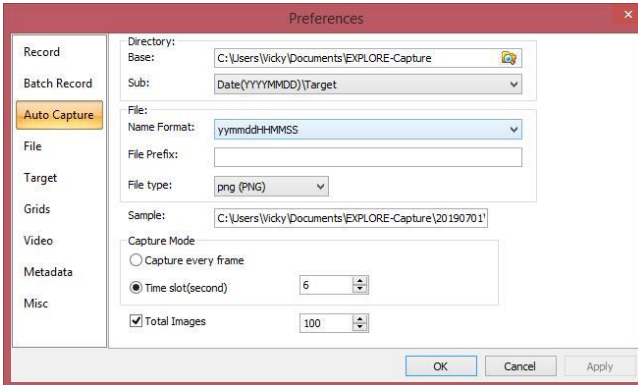 Preferences
Record
Batch Record
Auto Capture
File
Target
Grids
Video
Metadata
Misc
Directory:
Base: C:\Users\Vicky\Documents\EXPLORE-Capture
Sub: Date(YYYYMMDD)\Target
File:
Name Format: yymmddHHMMSS
File Prefix:
File type: png (PNG)
Sample: C:\Users\Vicky\Documents\EXPLORE-Capture\20190701\
Capture Mode
Capture every frame
Time slot(second) 6
Total Images 100
OK Cancel Apply